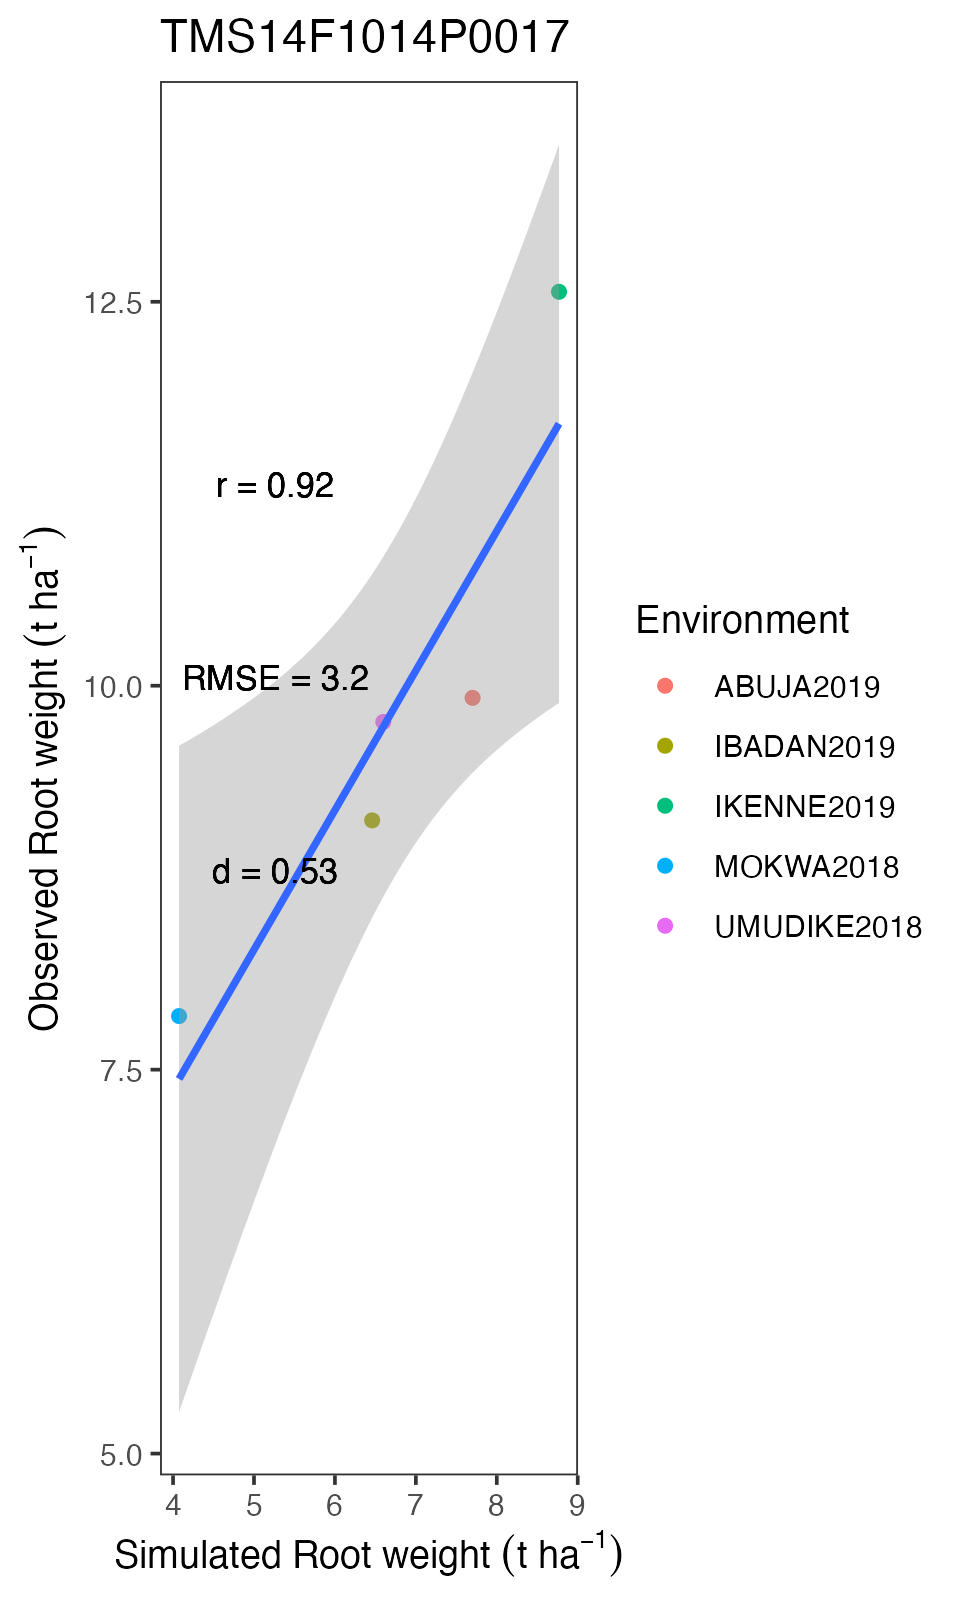 TMS14F1014P0017
12.5
10.0
7.5
5.0
Observed Root weight (t ha⁻¹)
r = 0.92
RMSE = 3.2
d = 0.53
4 5 6 7 8 9
Simulated Root weight (t ha⁻¹)
Environment
ABUJA2019
IBADAN2019
IKENNE2019
MOKWA2018
UMUDIKE2018